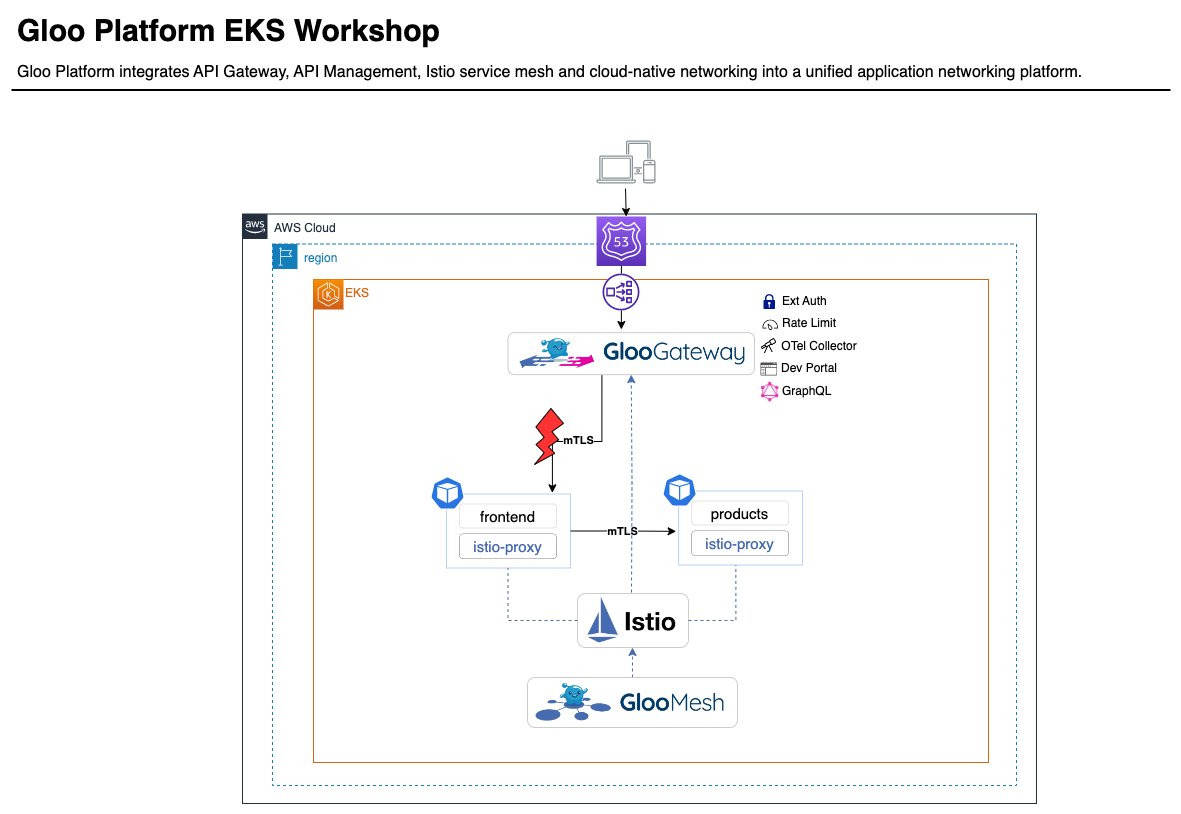 Gloo Platform EKS Workshop
Gloo Platform integrates API Gateway, API Management, Istio service mesh and cloud-native networking into a unified application networking platform.
aws
AWS Cloud
53
region
EKS
Ext Auth
Rate Limit
OTel Collector
Dev Portal
GraphQL
GlooGateway
mTLS
frontend
istio-proxy
mTLS
products
istio-proxy
Istio
GlooMesh